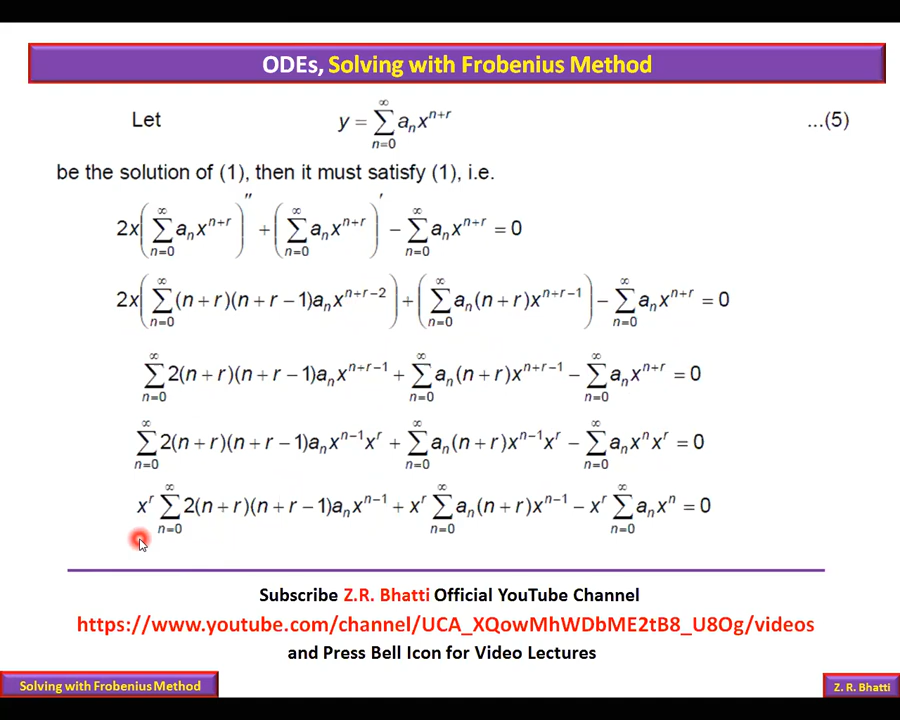 ODEs, Solving with Frobenius Method
Let y = ∑_{n=0}^{∞} a_n x^{n+r} ...(5)
be the solution of (1), then it must satisfy (1), i.e.
2x(∑_{n=0}^{∞} a_n x^{n+r})'' + (∑_{n=0}^{∞} a_n x^{n+r})' − ∑_{n=0}^{∞} a_n x^{n+r} = 0
2x(∑_{n=0}^{∞} (n + r)(n + r − 1)a_n x^{n+r−2}) + (∑_{n=0}^{∞} a_n (n + r)x^{n+r−1}) − ∑_{n=0}^{∞} a_n x^{n+r} = 0
∑_{n=0}^{∞} 2(n + r)(n + r − 1)a_n x^{n+r−1} + ∑_{n=0}^{∞} a_n (n + r)x^{n+r−1} − ∑_{n=0}^{∞} a_n x^{n+r} = 0
∑_{n=0}^{∞} 2(n + r)(n + r − 1)a_n x^{n−1} x^r + ∑_{n=0}^{∞} a_n (n + r)x^{n−1} x^r − ∑_{n=0}^{∞} a_n x^n x^r = 0
x^r ∑_{n=0}^{∞} 2(n + r)(n + r − 1)a_n x^{n−1} + x^r ∑_{n=0}^{∞} a_n (n + r)x^{n−1} − x^r ∑_{n=0}^{∞} a_n x^n = 0
Subscribe Z.R. Bhatti Official YouTube Channel
https://www.youtube.com/channel/UCA_XQowMhWDbME2tB8_U8Og/videos
and Press Bell Icon for Video Lectures
Solving with Frobenius Method
Z. R. Bhatti